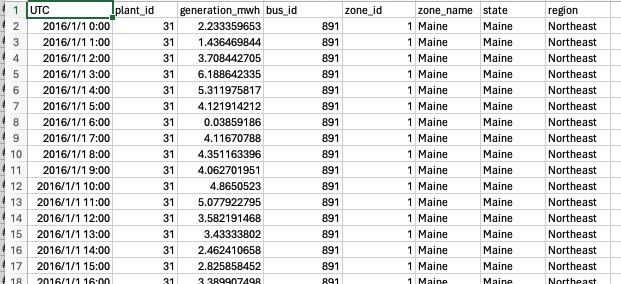 1 UTC plant_id generation_mwh bus_id zone_id zone_name state region
2 2016/1/1 0:00 31 2.233359653 891 1 Maine Maine Northeast
3 2016/1/1 1:00 31 1.436469844 891 1 Maine Maine Northeast
4 2016/1/1 2:00 31 3.708442705 891 1 Maine Maine Northeast
5 2016/1/1 3:00 31 6.188642335 891 1 Maine Maine Northeast
6 2016/1/1 4:00 31 5.311975817 891 1 Maine Maine Northeast
7 2016/1/1 5:00 31 4.121914212 891 1 Maine Maine Northeast
8 2016/1/1 6:00 31 0.03859186 891 1 Maine Maine Northeast
9 2016/1/1 7:00 31 4.11670788 891 1 Maine Maine Northeast
10 2016/1/1 8:00 31 4.351163396 891 1 Maine Maine Northeast
11 2016/1/1 9:00 31 4.062701951 891 1 Maine Maine Northeast
12 2016/1/1 10:00 31 4.8650523 891 1 Maine Maine Northeast
13 2016/1/1 11:00 31 5.077922795 891 1 Maine Maine Northeast
14 2016/1/1 12:00 31 3.582191468 891 1 Maine Maine Northeast
15 2016/1/1 13:00 31 3.43333802 891 1 Maine Maine Northeast
16 2016/1/1 14:00 31 2.462410658 891 1 Maine Maine Northeast
17 2016/1/1 15:00 31 2.825858452 891 1 Maine Maine Northeast
18 2016/1/1 16:00 31 3.389907498 891 1 Maine Maine Northeast